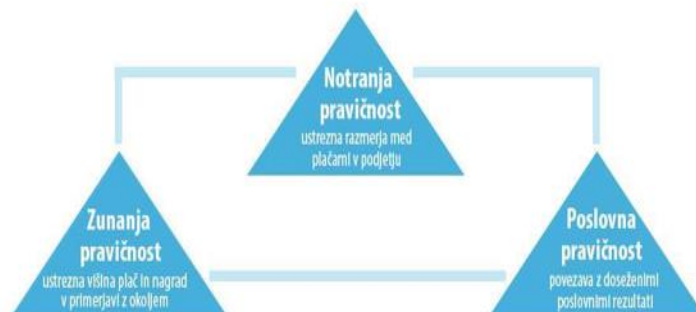 Notranja
pravičnost
ustrezna razmerja med
plačami v podjetju
Zunanja
pravičnost
ustrezna višina plač in nagrad
v primerjavi z okoljem
Poslovna
pravičnost
povezava z doseženimi
poslovnimi rezultati